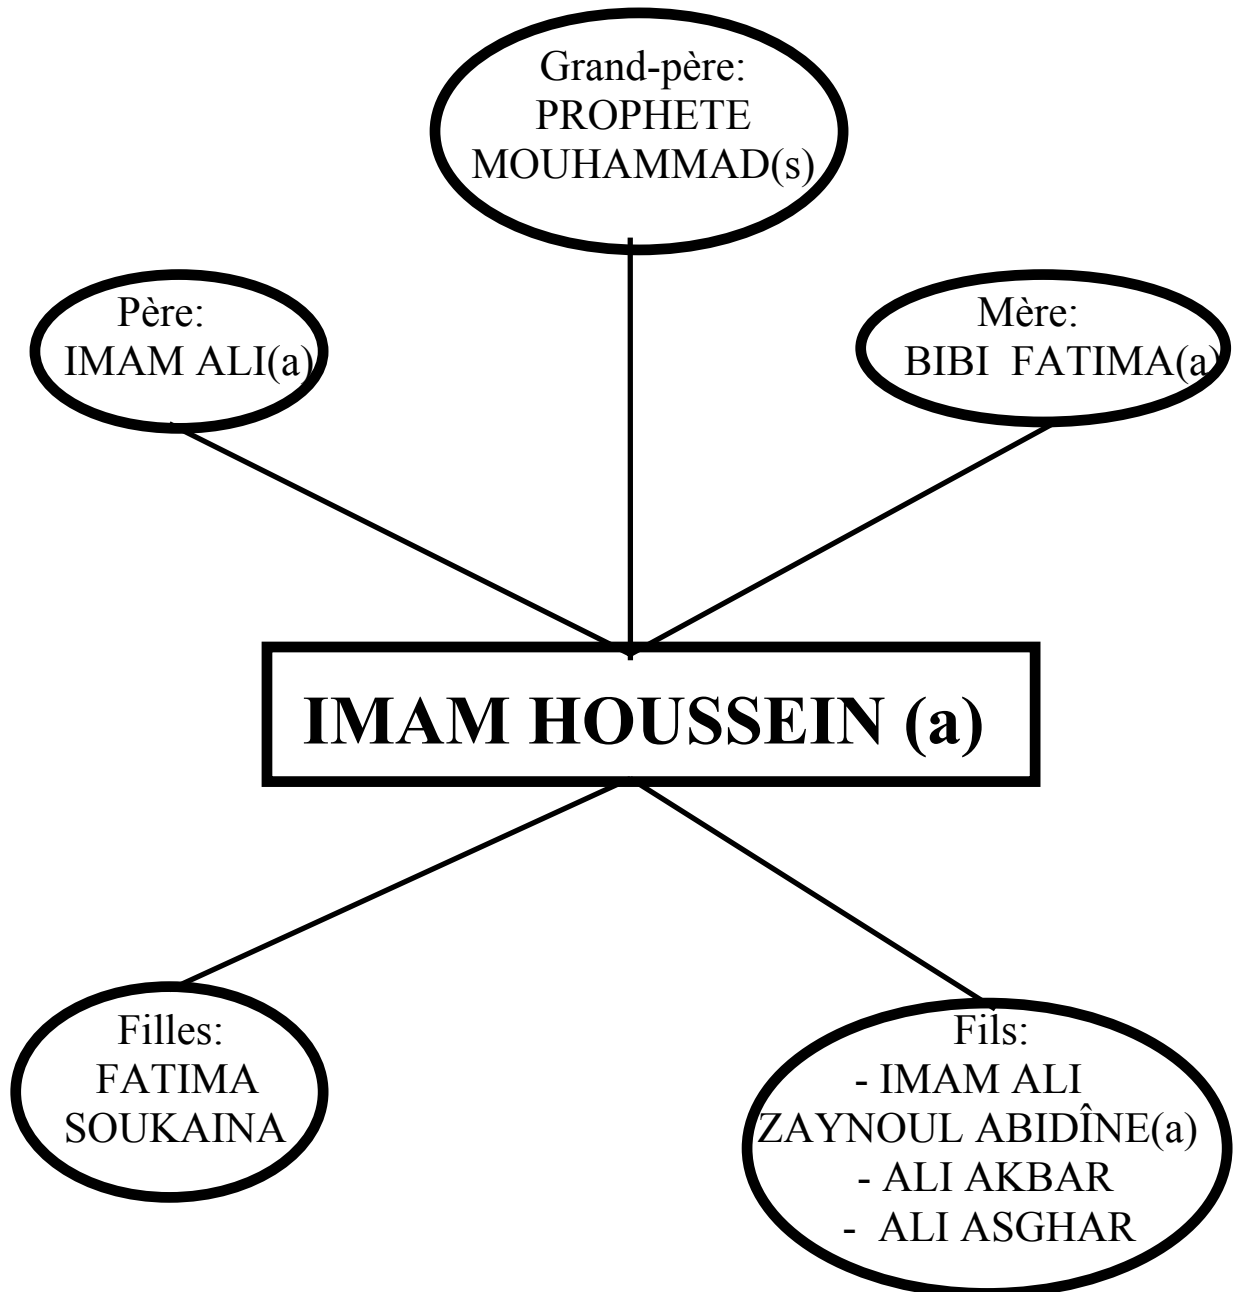 Grand-père:
PROPHETE
MOUHAMMAD(s)
Père:
IMAM ALI(a)
Mère:
BIBI FATIMA(a)
IMAM HOUSSEIN (a)
Filles:
FATIMA
SOUKAINA
Fils:
- IMAM ALI
ZAYNOUL ABIDÎNE(a)
- ALI AKBAR
- ALI ASGHAR